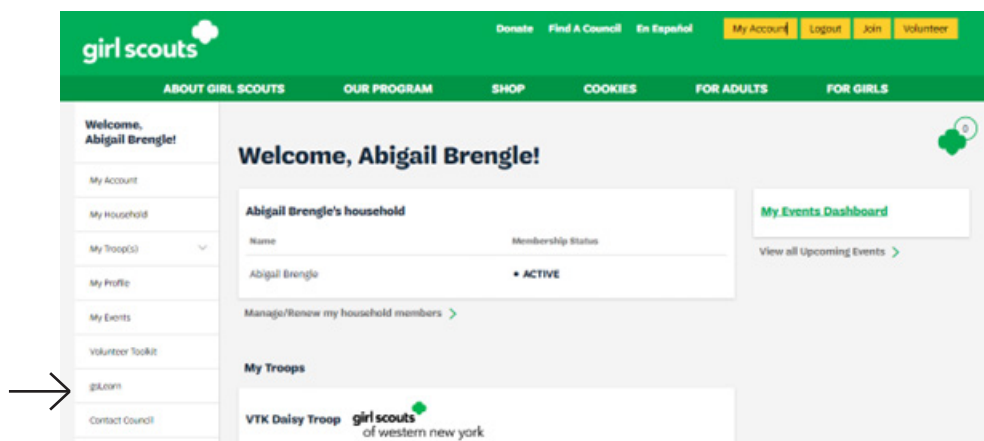 girl scouts
Donate Find A Council En Español My Account Logout Join Volunteer
ABOUT GIRL SCOUTS OUR PROGRAM SHOP COOKIES FOR ADULTS FOR GIRLS
Welcome,
Abigail Brengle!
My Account
My Household
My Troop(s)
My Profile
My Events
Volunteer Toolkit
gsLearn
Contact Council
0
Welcome, Abigail Brengle!
Abigail Brengle's household
Name Membership Status
Abigail Brengle • ACTIVE
Manage/Renew my household members >
My Events Dashboard
View all Upcoming Events >
My Troops
VTK Daisy Troop girl scouts
of western new york